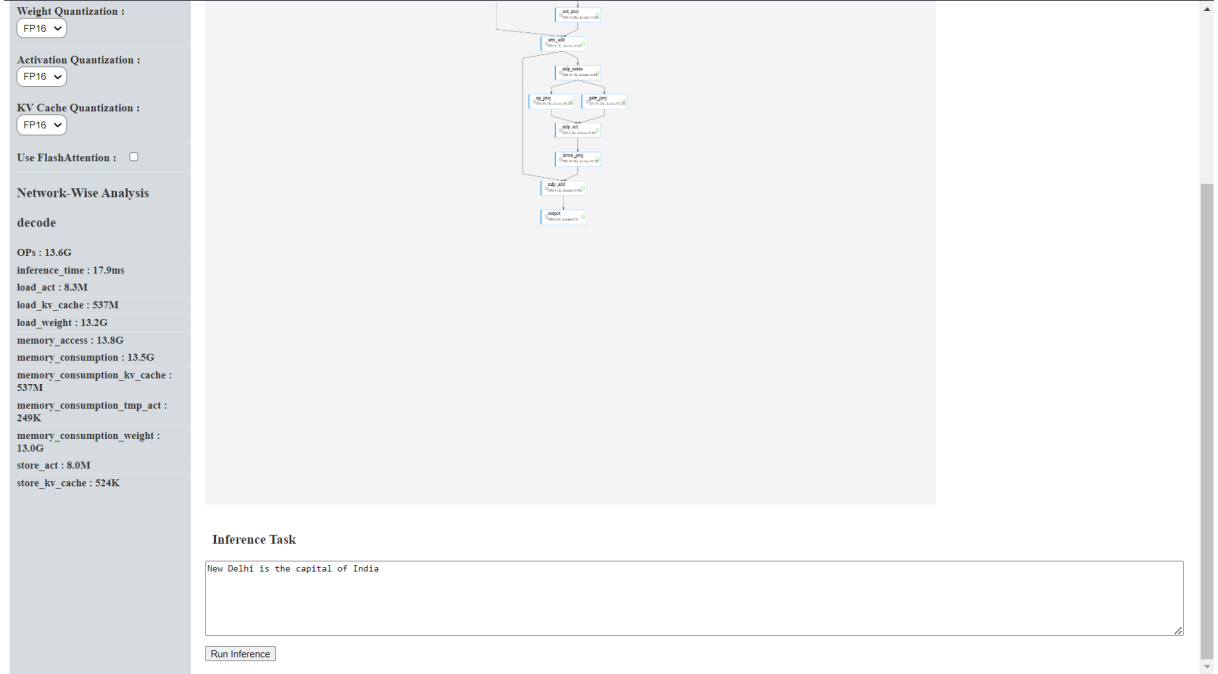 Weight Quantization :
FP16
Activation Quantization :
FP16
KV Cache Quantization :
FP16
Use FlashAttention :
Network-Wise Analysis
decode
OPs : 13.6G
inference_time : 17.9ms
load_act : 8.3M
load_kv_cache : 537M
load_weight : 13.2G
memory_access : 13.8G
memory_consumption : 13.5G
memory_consumption_kv_cache :
537M
memory_consumption_tmp_act :
249K
memory_consumption_weight :
13.0G
store_act : 8.0M
store_kv_cache : 524K
out_proj
attn_add
mlp_norm
up_proj
gate_proj
mlp_act
down_proj
mlp_add
output
Inference Task
New Delhi is the capital of India
Run Inference